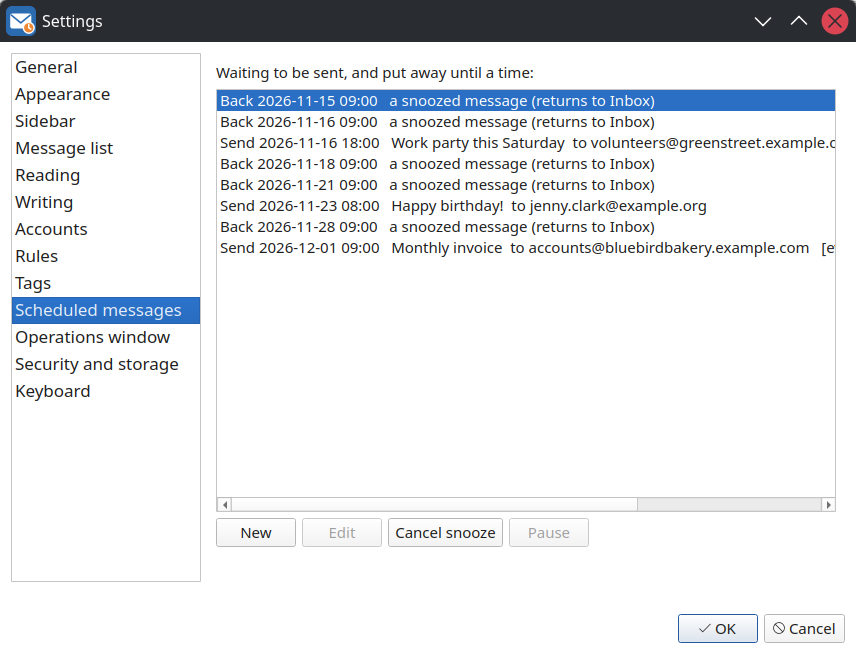 Settings
General
Appearance
Sidebar
Message list
Reading
Writing
Accounts
Rules
Tags
Scheduled messages
Operations window
Security and storage
Keyboard
Waiting to be sent, and put away until a time:
Back 2026-11-15 09:00 a snoozed message (returns to Inbox)
Back 2026-11-16 09:00 a snoozed message (returns to Inbox)
Send 2026-11-16 18:00 Work party this Saturday to volunteers@greenstreet.example.c
Back 2026-11-18 09:00 a snoozed message (returns to Inbox)
Back 2026-11-21 09:00 a snoozed message (returns to Inbox)
Send 2026-11-23 08:00 Happy birthday! to jenny.clark@example.org
Back 2026-11-28 09:00 a snoozed message (returns to Inbox)
Send 2026-12-01 09:00 Monthly invoice to accounts@bluebirdbakery.example.com [e
New Edit Cancel snooze Pause
OK Cancel